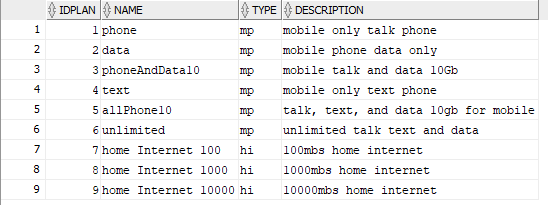 IDPLAN NAME TYPE DESCRIPTION
1 1 phone mp mobile only talk phone
2 2 data mp mobile phone data only
3 3 phoneAndData10 mp mobile talk and data 10Gb
4 4 text mp mobile only text phone
5 5 allPhone10 mp talk, text, and data 10gb for mobile
6 6 unlimited mp unlimited talk text and data
7 7 home Internet 100 hi 100mbs home internet
8 8 home Internet 1000 hi 1000mbs home internet
9 9 home Internet 10000 hi 10000mbs home internet